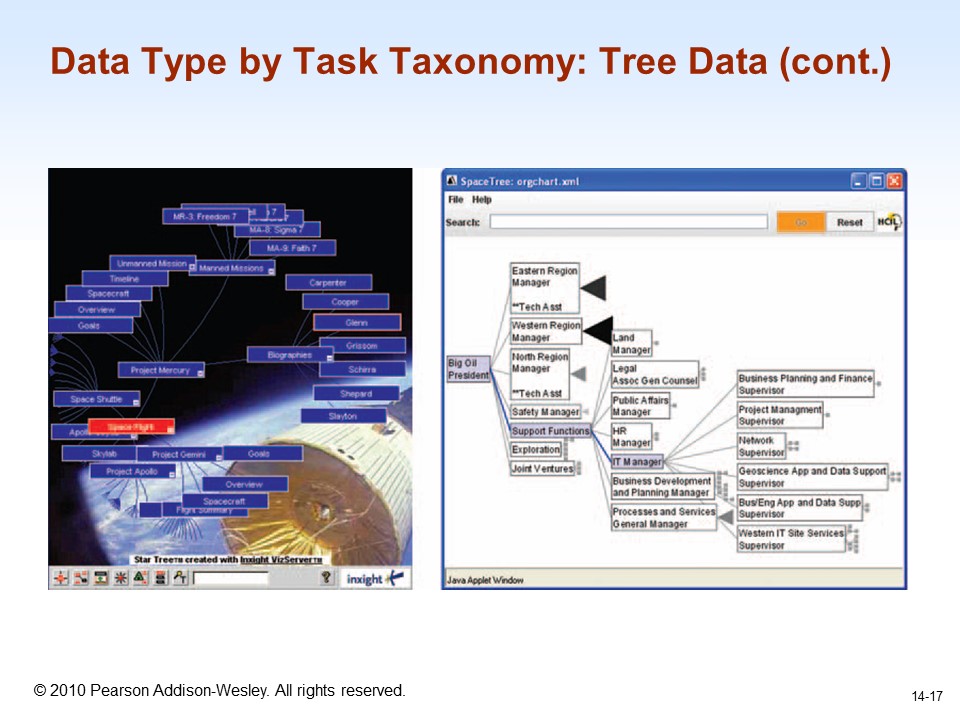 Data Type by Task Taxonomy: Tree Data (cont.)
MR-3: Freedom 7
MA-8: Sigma 7
MA-9: Faith 7
Unmanned Mission
Manned Missions
Timeline
Spacecraft
Overview
Goals
Carpenter
Cooper
Glenn
Grissom
Biographies
Schirra
Project Mercury
Shepard
Space Shuttle
Slayton
Space Flight
Skylab
Project Gemini
Goals
Project Apollo
Overview
Spacecraft
Flight Summary
Star Tree™ created with Inxight VizServer™
inxight
SpaceTree: orgchart.xml
File Help
Search:
Go
Reset
HCIL
Eastern Region
Manager
**Tech Asst
Western Region
Manager
North Region
Manager
**Tech Asst
Big Oil
President
Safety Manager
Support Functions
Exploration
Joint Ventures
Land
Manager
Legal
Assoc Gen Counsel
Public Affairs
Manager
HR
Manager
IT Manager
Business Development
and Planning Manager
Processes and Services
General Manager
Business Planning and Finance
Supervisor
Project Managment
Supervisor
Network
Supervisor
Geoscience App and Data Support
Supervisor
Bus/Eng App and Data Supp
Supervisor
Western IT Site Services
Supervisor
Java Applet Window
© 2010 Pearson Addison-Wesley. All rights reserved.
14-17